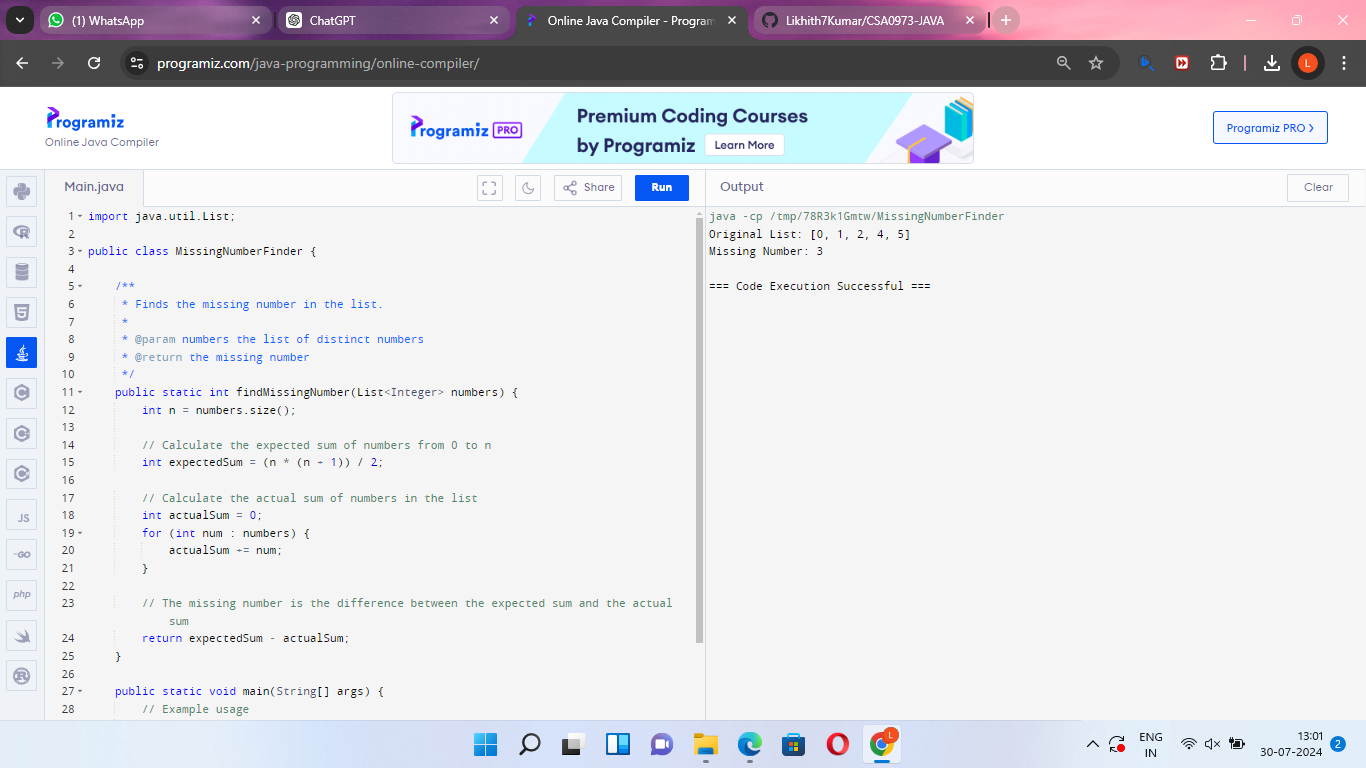 (1) WhatsApp
ChatGPT
Online Java Compiler - Program
Likhith7Kumar/CSA0973-JAVA
programiz.com/java-programming/online-compiler/
L
Programiz
Online Java Compiler
Programiz PRO
Premium Coding Courses
by Programiz
Learn More
Programiz PRO
Main.java
Share
Run
Output
Clear
1 import java.util.List;
2
3 public class MissingNumberFinder {
4
5 /**
6 * Finds the missing number in the list.
7 *
8 * @param numbers the list of distinct numbers
9 * @return the missing number
10 */
11 public static int findMissingNumber(List<Integer> numbers) {
12 int n = numbers.size();
13
14 // Calculate the expected sum of numbers from 0 to n
15 int expectedSum = (n * (n + 1)) / 2;
16
17 // Calculate the actual sum of numbers in the list
18 int actualSum = 0;
19 for (int num : numbers) {
20 actualSum += num;
21 }
22
23 // The missing number is the difference between the expected sum and the actual
sum
24 return expectedSum - actualSum;
25 }
26
27 public static void main(String[] args) {
28 // Example usage
java -cp /tmp/78R3k1Gmtw/MissingNumberFinder
Original List: [0, 1, 2, 4, 5]
Missing Number: 3
=== Code Execution Successful ===
JS
GO
php
L
ENG
IN
13:01
30-07-2024
2